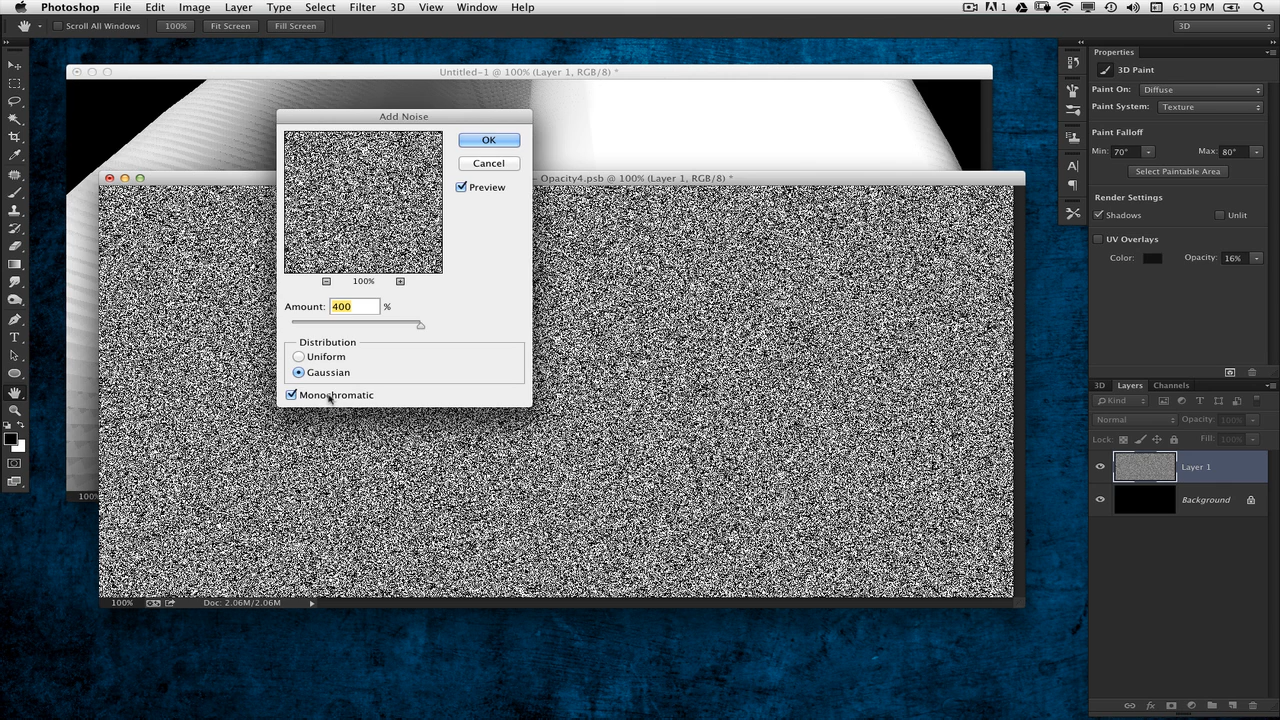 Photoshop File Edit Image Layer Type Select Filter 3D View Window Help 1 6:19 PM
Scroll All Windows 100% Fit Screen Fill Screen 3D
Untitled-1 @ 100% (Layer 1, RGB/8) *
Add Noise
OK
Cancel
Preview
100%
Amount: 400 %
Distribution
Uniform
Gaussian
Monochromatic
– Opacity4.psb @ 100% (Layer 1, RGB/8) *
100%
100% Doc: 2.06M/2.06M
Properties
3D Paint
Paint On: Diffuse
Paint System: Texture
Paint Falloff
Min: 70° Max: 80°
Select Paintable Area
Render Settings
Shadows Unlit
UV Overlays
Color: Opacity: 16%
3D Layers Channels
Kind
Normal Opacity: 100%
Lock: Fill: 100%
Layer 1
Background